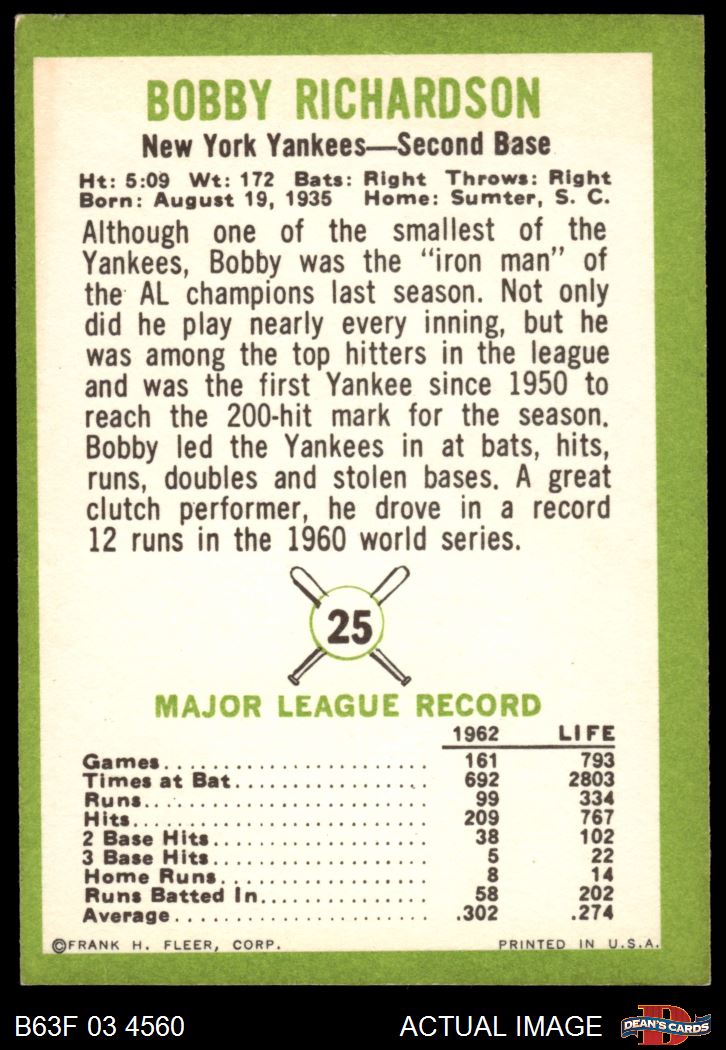 BOBBY RICHARDSON
New York Yankees—Second Base
Ht: 5:09 Wt: 172 Bats: Right Throws: Right
Born: August 19, 1935 Home: Sumter, S. C.
Although one of the smallest of the
Yankees, Bobby was the “iron man” of
the AL champions last season. Not only
did he play nearly every inning, but he
was among the top hitters in the league
and was the first Yankee since 1950 to
reach the 200-hit mark for the season.
Bobby led the Yankees in at bats, hits,
runs, doubles and stolen bases. A great
clutch performer, he drove in a record
12 runs in the 1960 world series.
25
MAJOR LEAGUE RECORD
1962 LIFE
Games 161 793
Times at Bat 692 2803
Runs 99 334
Hits 209 767
2 Base Hits 38 102
3 Base Hits 5 22
Home Runs 8 14
Runs Batted In 58 202
Average .302 .274
©FRANK H. FLEER, CORP. PRINTED IN U.S.A.
B63F 03 4560 ACTUAL IMAGE D DEAN'S CARDS